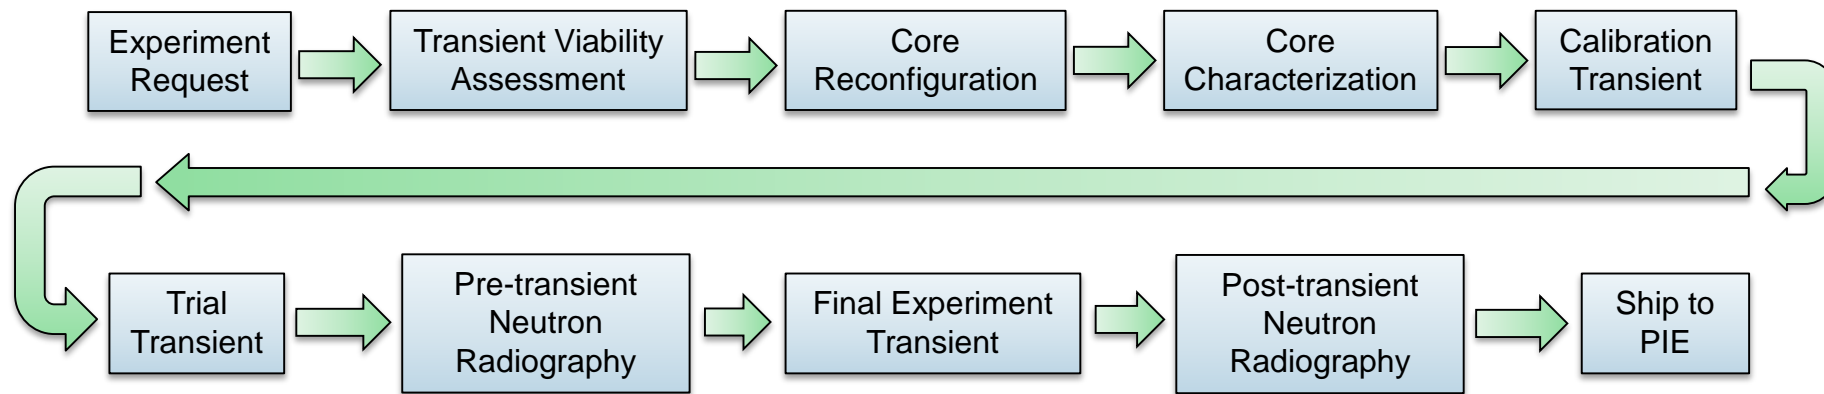 Experiment
Request
Transient Viability
Assessment
Core
Reconfiguration
Core
Characterization
Calibration
Transient
Trial
Transient
Pre-transient
Neutron
Radiography
Final Experiment
Transient
Post-transient
Neutron
Radiography
Ship to
PIE